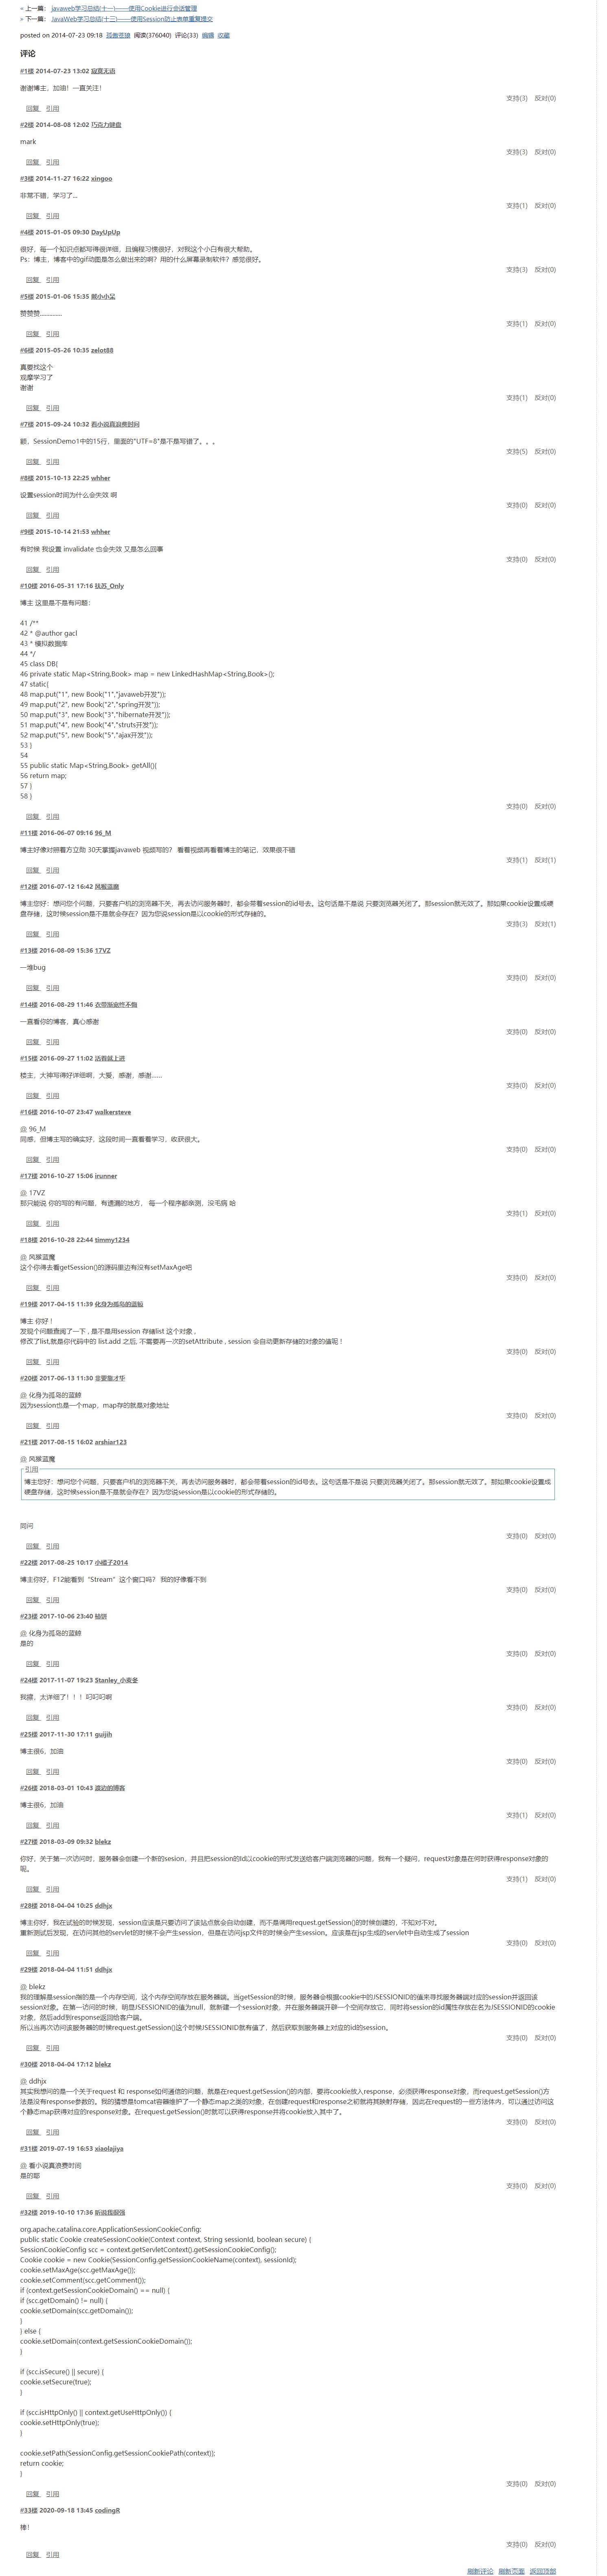 « 上一篇： javaweb学习总结(十一)——使用Cookie进行会话管理
« 下一篇： JavaWeb学习总结(十三)——使用Session防止表单重复提交
posted on 2014-07-23 09:18 孤傲苍狼 阅读(376040) 评论(33) 编辑 收藏
评论
#1楼 2014-07-23 13:02 寂寞无语
谢谢博主，加油！一直关注！
支持(3) 反对(0)
回复 引用
#2楼 2014-08-08 12:02 巧克力键盘
mark
支持(3) 反对(0)
回复 引用
#3楼 2014-11-27 16:22 xingoo
非常不错，学习了...
支持(1) 反对(0)
回复 引用
#4楼 2015-01-05 09:30 DayUpUp
很好，每一个知识点都写得很详细，且编程习惯很好，对我这个小白有很大帮助。
Ps：博主，博客中的gif动图是怎么做出来的啊？用的什么屏幕录制软件？感觉很好。
支持(3) 反对(0)
回复 引用
#5楼 2015-01-06 15:35 熊小小呆
赞赞赞..............
支持(1) 反对(0)
回复 引用
#6楼 2015-05-26 10:35 zelot88
真要找这个
观摩学习了
谢谢
支持(1) 反对(0)
回复 引用
#7楼 2015-09-24 10:32 看小说真浪费时间
额，SessionDemo1中的15行，里面的"UTF=8"是不是写错了。。。
支持(5) 反对(0)
回复 引用
#8楼 2015-10-13 22:25 whher
设置session时间为什么会失效 啊
支持(0) 反对(0)
回复 引用
#9楼 2015-10-14 21:53 whher
有时候 我设置 invalidate 也会失效 又是怎么回事
支持(0) 反对(0)
回复 引用
#10楼 2016-05-31 17:16 扶苏_Only
博主 这里是不是有问题：
41 /**
42 * @author gacl
43 * 模拟数据库
44 */
45 class DB{
46 private static Map<String,Book> map = new LinkedHashMap<String,Book>();
47 static{
48 map.put("1", new Book("1","javaweb开发"));
49 map.put("2", new Book("2","spring开发"));
50 map.put("3", new Book("3","hibernate开发"));
51 map.put("4", new Book("4","struts开发"));
52 map.put("5", new Book("5","ajax开发"));
53 }
54
55 public static Map<String,Book> getAll(){
56 return map;
57 }
58 }
支持(0) 反对(0)
回复 引用
#11楼 2016-06-07 09:16 96_M
博主好像对照着方立勋 30天掌握javaweb 视频写的？ 看着视频再看看博主的笔记，效果很不错
支持(1) 反对(1)
回复 引用
#12楼 2016-07-12 16:42 风猴蓝魔
博主您好：想问您个问题，只要客户机的浏览器不关，再去访问服务器时，都会带着session的id号去。这句话是不是说 只要浏览器关闭了。那session就无效了。那如果cookie设置成硬
盘存储，这时候session是不是就会存在？因为您说session是以cookie的形式存储的。
支持(3) 反对(1)
回复 引用
#13楼 2016-08-09 15:36 17VZ
一堆bug
支持(0) 反对(0)
回复 引用
#14楼 2016-08-29 11:46 衣带渐宽终不悔
一直看你的博客，真心感谢
支持(0) 反对(0)
回复 引用
#15楼 2016-09-27 11:02 活着就上进
楼主，大神写得好详细啊，大爱，感谢，感谢......
支持(0) 反对(0)
回复 引用
#16楼 2016-10-07 23:47 walkersteve
@ 96_M
同感，但博主写的确实好，这段时间一直看着学习，收获很大。
支持(0) 反对(0)
回复 引用
#17楼 2016-10-27 15:06 irunner
@ 17VZ
那只能说 你的写的有问题，有遗漏的地方， 每一个程序都亲测，没毛病 哈
支持(1) 反对(0)
回复 引用
#18楼 2016-10-28 22:44 timmy1234
@ 风猴蓝魔
这个你得去看getSession()的源码里边有没有setMaxAge吧
支持(0) 反对(0)
回复 引用
#19楼 2017-04-15 11:39 化身为孤岛的蓝鲸
博主 你好！
发现个问题查阅了一下 , 是不是用session 存储list 这个对象 ,
修改了list,就是你代码中的 list.add 之后, 不需要再一次的setAttribute , session 会自动更新存储的对象的值呢！
支持(0) 反对(0)
回复 引用
#20楼 2017-06-13 11:30
@ 化身为孤岛的蓝鲸
因为session也是一个map，map存的就是对象地址
支持(0) 反对(0)
回复 引用
#21楼 2017-08-15 16:02 arshier123
@ 风猴蓝魔
引用
博主您好：想问您个问题，只要客户机的浏览器不关，再去访问服务器时，都会带着session的id号去。这句话是不是说 只要浏览器关闭了。那session就无效了。那如果cookie设置成
硬盘存储，这时候session是不是就会存在？因为您说session是以cookie的形式存储的。
同问
支持(0) 反对(0)
回复 引用
#22楼 2017-08-25 10:17 小楼子2014
博主你好，F12能看到 "Stream" 这个窗口吗？ 我的好像看不到
支持(0) 反对(0)
回复 引用
#23楼 2017-10-06 23:40
@ 化身为孤岛的蓝鲸
是的
支持(0) 反对(0)
回复 引用
#24楼 2017-11-07 19:23 Stanley_小麦冬
我擦，太详细了！！！叼叼叼啊
支持(0) 反对(0)
回复 引用
#25楼 2017-11-30 17:11 guijih
博主很6，加油
支持(0) 反对(0)
回复 引用
#26楼 2018-03-01 10:43 渡边的博客
博主很6，加油
支持(1) 反对(0)
回复 引用
#27楼 2018-03-09 09:32 blekz
你好，关于第一次访问时，服务器会创建一个新的sesion，并且把session的Id以cookie的形式发送给客户端浏览器的问题，我有一个疑问，request对象是在何时获得response对象的
呢。
支持(1) 反对(0)
回复 引用
#28楼 2018-04-04 10:25 ddhjx
博主你好，我在试验的时候发现，session应该是只要访问了该站点就会自动创建，而不是调用request.getSession()的时候创建的，不知对不对。
重新测试后发现，在访问其他的servlet的时候不会产生session，但是在访问jsp文件的时候会产生session。应该是在jsp生成的servlet中自动生成了session
支持(0) 反对(0)
回复 引用
#29楼 2018-04-04 11:51 ddhjx
@ blekz
我的理解是session指的是一个内存空间，这个内存空间存放在服务器端。当getSession的时候，服务器会根据cookie中的JSESSIONID的值来寻找服务器端对应的session并返回该
session对象。在第一访问的时候，明显JSESSIONID的值为null，就新建一个session对象，并在服务器端开辟一个空间存放它，同时将session的id属性存放在名为JSESSIONID的cookie
对象，然后add到response返回给客户端。
所以当再次访问该服务器的时候request.getSession()这个时候JSESSIONID就有值了，然后获取到服务器上对应的id的session。
支持(0) 反对(0)
回复 引用
#30楼 2018-04-04 17:12 blekz
@ ddhjx
其实我想问的是一个关于request 和 response如何通信的问题，就是在request.getSession()的内部，要将cookie放入response，必须获得response对象，而request.getSession()方
法是没有response参数的。我的猜想是tomcat容器维护了一个静态map之类的对象，在创建request和response之初就将其映射存储，因此在request的一些方法体内，可以通过访问这
个静态map获得对应的response对象。在request.getSession()时就可以获得response并将cookie放入其中了。
支持(0) 反对(0)
回复 引用
#31楼 2019-07-19 16:53 xiaolajiya
@ 看小说真浪费时间
是的耶
支持(0) 反对(0)
回复 引用
#32楼 2019-10-10 17:36 听说我很强
org.apache.catalina.core.ApplicationSessionCookieConfig:
public static Cookie createSessionCookie(Context context, String sessionId, boolean secure) {
SessionCookieConfig scc = context.getServletContext().getSessionCookieConfig();
Cookie cookie = new Cookie(SessionConfig.getSessionCookieName(context), sessionId);
cookie.setMaxAge(scc.getMaxAge());
cookie.setComment(scc.getComment());
if (context.getSessionCookieDomain() == null) {
if (scc.getDomain() != null) {
cookie.setDomain(scc.getDomain());
}
} else {
cookie.setDomain(context.getSessionCookieDomain());
}
if (scc.isSecure() || secure) {
cookie.setSecure(true);
}
if (scc.isHttpOnly() || context.getUseHttpOnly()) {
cookie.setHttpOnly(true);
}
cookie.setPath(SessionConfig.getSessionCookiePath(context));
return cookie;
}
支持(0) 反对(0)
回复 引用
#33楼 2020-09-18 13:45 codingR
棒！
支持(0) 反对(0)
回复 引用
刷新评论 刷新页面 返回顶部